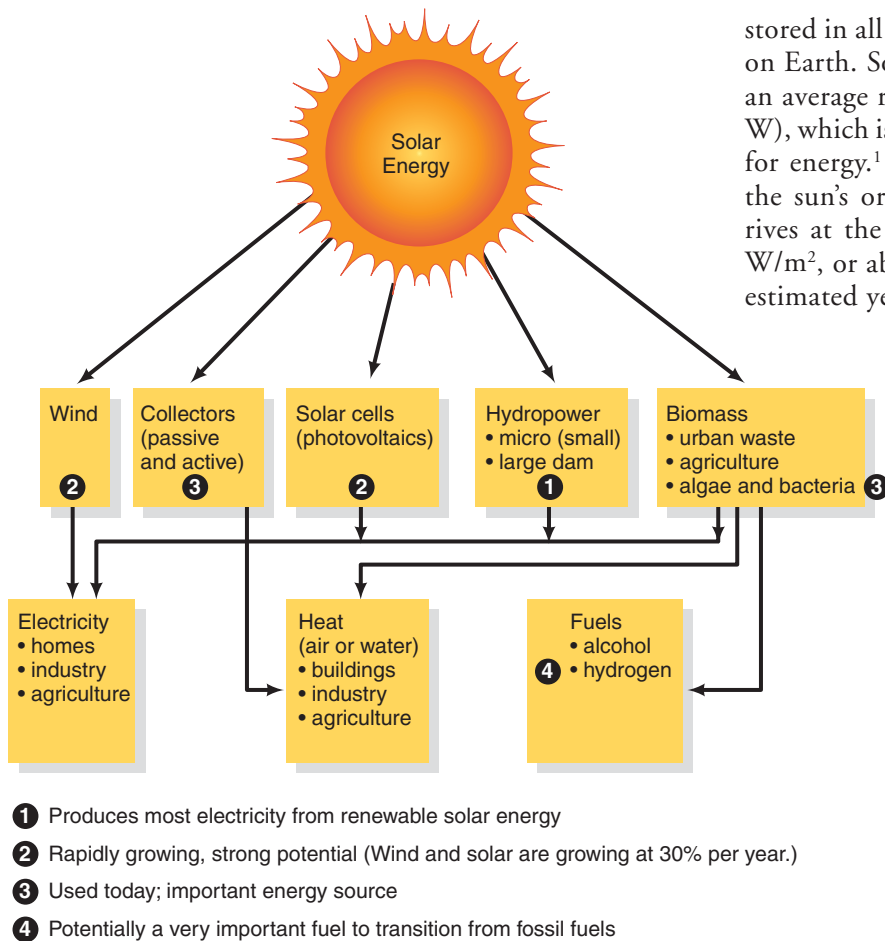 stored in all
on Earth. So
an average r
W), which is
for energy.¹
the sun’s or
rives at the
W/m², or ab
estimated ye
Solar
Energy
Wind
2
Collectors
(passive
and active)
3
Solar cells
(photovoltaics)
2
Hydropower
• micro (small)
• large dam
1
Biomass
• urban waste
• agriculture
• algae and bacteria 3
Electricity
• homes
• industry
• agriculture
Heat
(air or water)
• buildings
• industry
• agriculture
Fuels
• alcohol
4 • hydrogen
1 Produces most electricity from renewable solar energy
2 Rapidly growing, strong potential (Wind and solar are growing at 30% per year.)
3 Used today; important energy source
4 Potentially a very important fuel to transition from fossil fuels